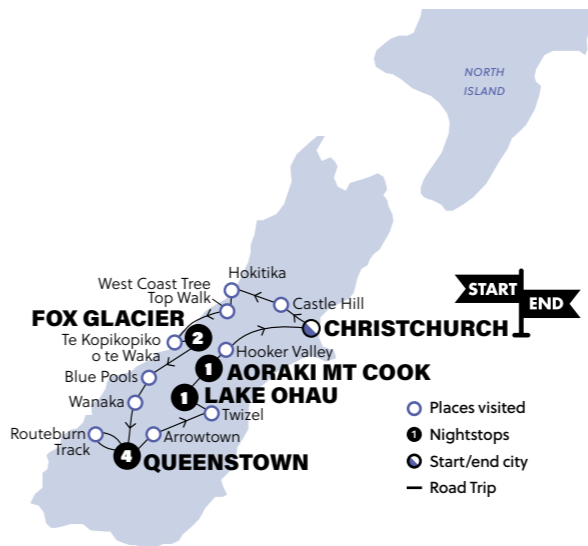 NORTH
ISLAND
Hokitika
West Coast Tree
Top Walk
Castle Hill
START
END
FOX GLACIER
2
CHRISTCHURCH
Te Kopikopiko
o te Waka
Hooker Valley
1
AORAKI MT COOK
Blue Pools
1
LAKE OHAU
Wanaka
Twizel
Places visited
Routeburn
Track
Arrowtown
1
Nightstops
4
QUEENSTOWN
Start/end city
Road Trip